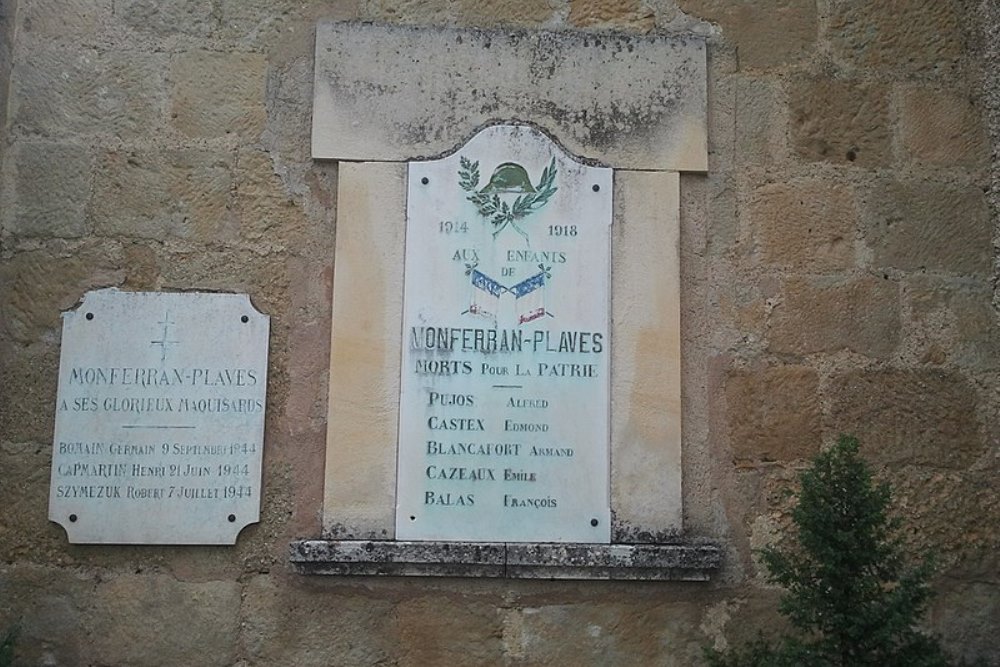 MONFERRAN-PLAVES
A SES GLORIEUX MAQUISARDS
ROMAIN GERMAIN 9 SEPTEMBRE 1944
CAPMARTIN HENRI 21 JUIN 1944
SZYMEZUK ROBERT 7 JUILLET 1944
1914 1918
AUX ENFANTS
DE
MONFERRAN-PLAVES
MORTS POUR LA PATRIE
PUJOS ALFRED
CASTEX EDMOND
BLANCAFORT ARMAND
CAZEAUX EMILE
BALAS FRANÇOIS